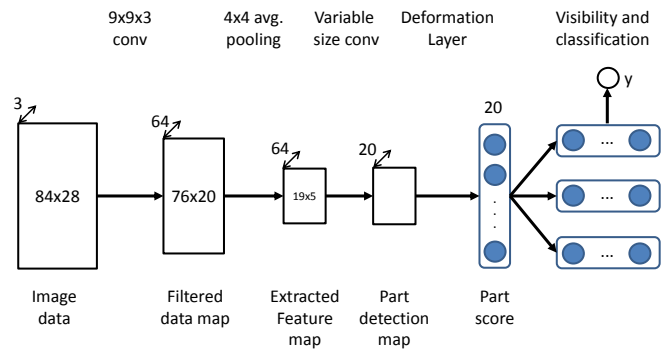 9x9x3
conv
4x4 avg.
pooling
Variable
size conv
Deformation
Layer
Visibility and
classification
y
3
64
64
20
20
84x28
76x20
19x5
...
...
...
Image
data
Filtered
data map
Extracted
Feature
map
Part
detection map
Part
score